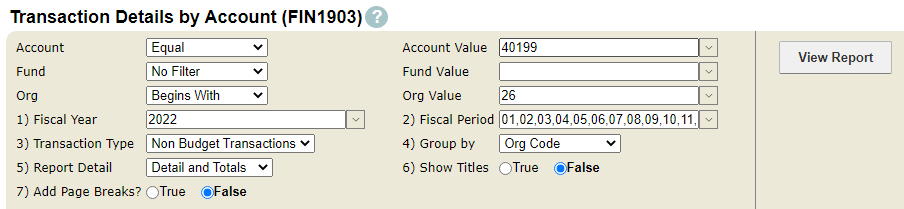 Transaction Details by Account (FIN1903) ?
Account Equal Account Value 40199
View Report
Fund No Filter Fund Value
Org Begins With Org Value 26
1) Fiscal Year 2022 2) Fiscal Period 01,02,03,04,05,06,07,08,09,10,11,
3) Transaction Type Non Budget Transactions 4) Group by Org Code
5) Report Detail Detail and Totals 6) Show Titles True False
7) Add Page Breaks? True False